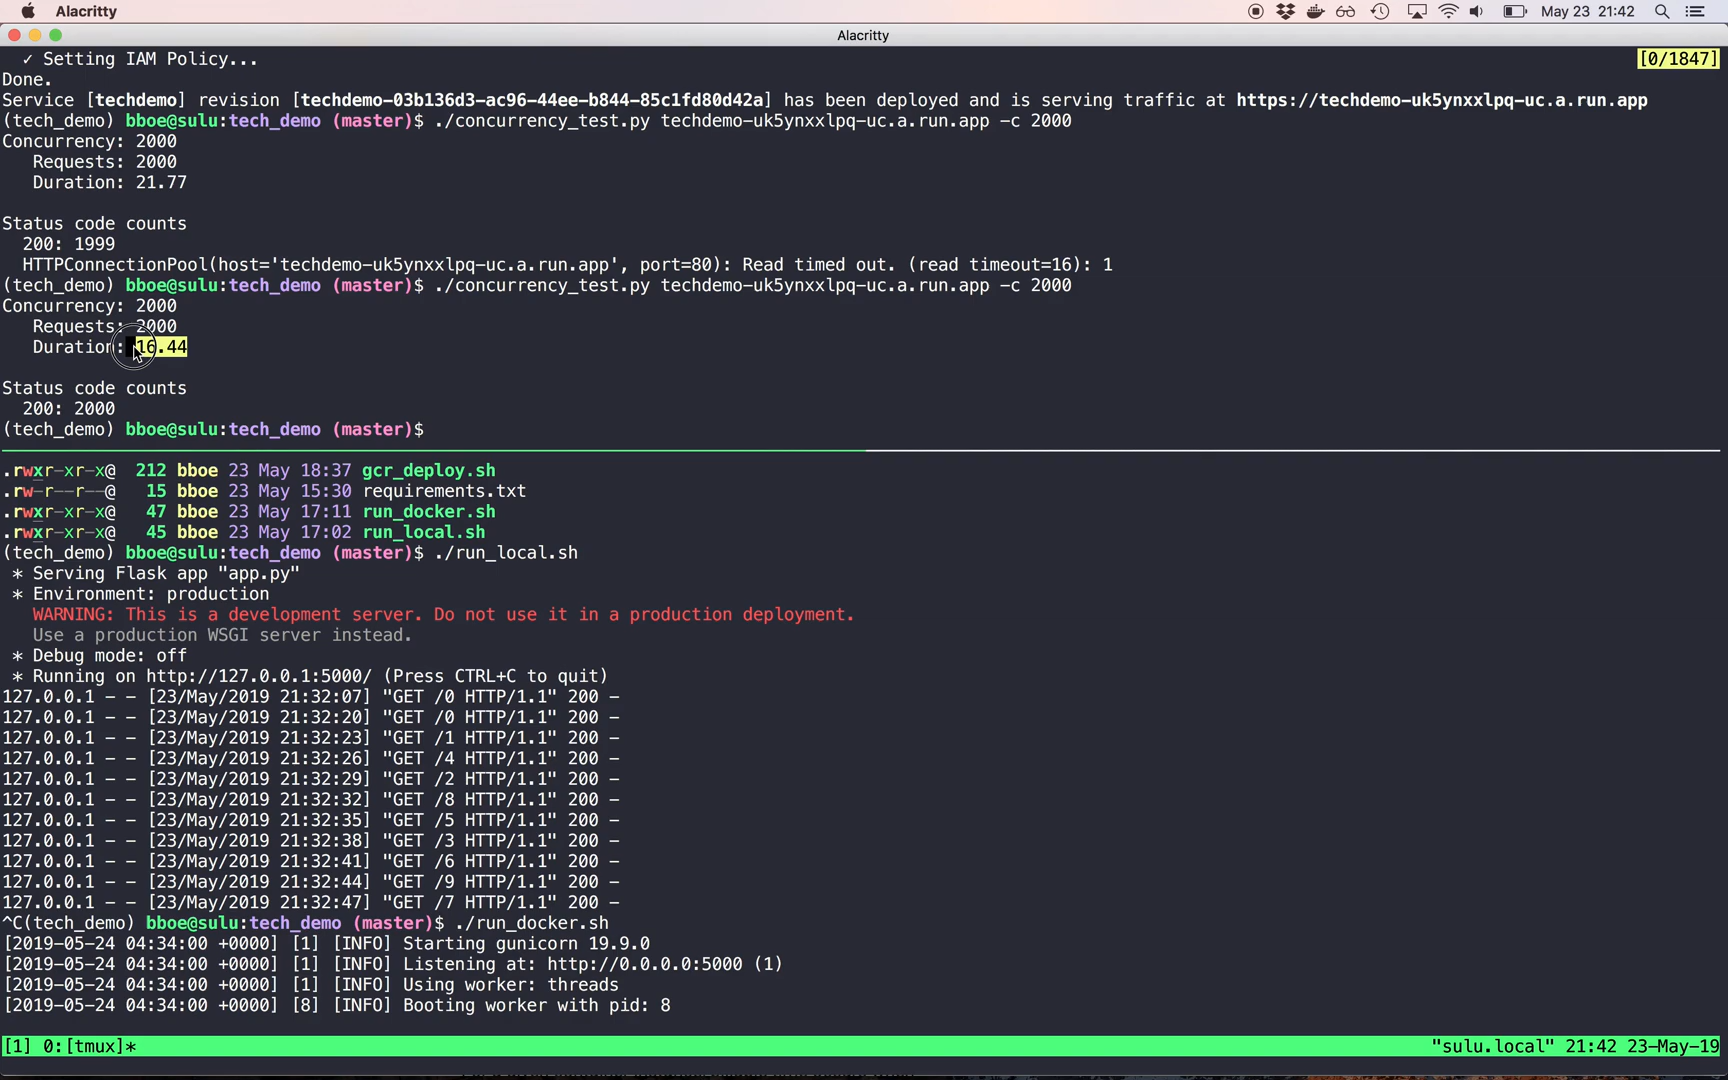 Alacritty
May 23 21:42
Alacritty
✓ Setting IAM Policy...
[0/1847]
Done.
Service [techdemo] revision [techdemo-03b136d3-ac96-44ee-b844-85c1fd80d42a] has been deployed and is serving traffic at https://techdemo-uk5ynxxlpq-uc.a.run.app
(tech_demo) bboe@sulu:tech_demo (master)$ ./concurrency_test.py techdemo-uk5ynxxlpq-uc.a.run.app -c 2000
Concurrency: 2000
Requests: 2000
Duration: 21.77
Status code counts
200: 1999
HTTPConnectionPool(host='techdemo-uk5ynxxlpq-uc.a.run.app', port=80): Read timed out. (read timeout=16): 1
(tech_demo) bboe@sulu:tech_demo (master)$ ./concurrency_test.py techdemo-uk5ynxxlpq-uc.a.run.app -c 2000
Concurrency: 2000
Requests: 2000
Duration: 16.44
Status code counts
200: 2000
(tech_demo) bboe@sulu:tech_demo (master)$
.rwxr-xr-x@ 212 bboe 23 May 18:37 gcr_deploy.sh
.rw-r--r--@ 15 bboe 23 May 15:30 requirements.txt
.rwxr-xr-x@ 47 bboe 23 May 17:11 run_docker.sh
.rwxr-xr-x@ 45 bboe 23 May 17:02 run_local.sh
(tech_demo) bboe@sulu:tech_demo (master)$ ./run_local.sh
* Serving Flask app "app.py"
* Environment: production
WARNING: This is a development server. Do not use it in a production deployment.
Use a production WSGI server instead.
* Debug mode: off
* Running on http://127.0.0.1:5000/ (Press CTRL+C to quit)
127.0.0.1 - - [23/May/2019 21:32:07] "GET /0 HTTP/1.1" 200 -
127.0.0.1 - - [23/May/2019 21:32:20] "GET /0 HTTP/1.1" 200 -
127.0.0.1 - - [23/May/2019 21:32:23] "GET /1 HTTP/1.1" 200 -
127.0.0.1 - - [23/May/2019 21:32:26] "GET /4 HTTP/1.1" 200 -
127.0.0.1 - - [23/May/2019 21:32:29] "GET /2 HTTP/1.1" 200 -
127.0.0.1 - - [23/May/2019 21:32:32] "GET /8 HTTP/1.1" 200 -
127.0.0.1 - - [23/May/2019 21:32:35] "GET /5 HTTP/1.1" 200 -
127.0.0.1 - - [23/May/2019 21:32:38] "GET /3 HTTP/1.1" 200 -
127.0.0.1 - - [23/May/2019 21:32:41] "GET /6 HTTP/1.1" 200 -
127.0.0.1 - - [23/May/2019 21:32:44] "GET /9 HTTP/1.1" 200 -
127.0.0.1 - - [23/May/2019 21:32:47] "GET /7 HTTP/1.1" 200 -
^C(tech_demo) bboe@sulu:tech_demo (master)$ ./run_docker.sh
[2019-05-24 04:34:00 +0000] [1] [INFO] Starting gunicorn 19.9.0
[2019-05-24 04:34:00 +0000] [1] [INFO] Listening at: http://0.0.0.0:5000 (1)
[2019-05-24 04:34:00 +0000] [1] [INFO] Using worker: threads
[2019-05-24 04:34:00 +0000] [8] [INFO] Booting worker with pid: 8
[1] 0:[tmux]*
"sulu.local" 21:42 23-May-19